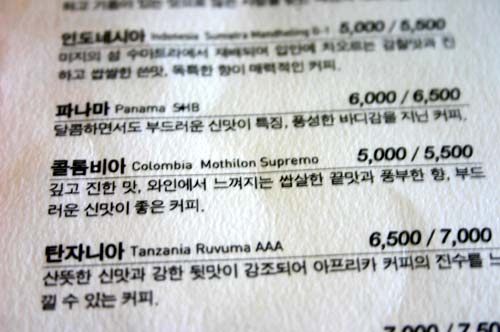 인도네시아 Indonesia Sumatra Mandheling G-1 5,000 / 5,500
미지의 섬 수마트라에서 재배되며 입안에 차오르는 감칠맛과 진
하고 쌉쌀한 쓴맛, 독특한 향이 매력적인 커피.
파나마 Panama SHB 6,000 / 6,500
달콤하면서도 부드러운 신맛이 특징, 풍성한 바디감을 지닌 커피.
콜롬비아 Colombia Mothilon Supremo 5,000 / 5,500
깊고 진한 맛, 와인에서 느껴지는 쌉살한 끝맛과 풍부한 향, 부드
러운 신맛이 좋은 커피.
탄자니아 Tanzania Ruvuma AAA 6,500 / 7,000
산뜻한 신맛과 강한 뒷맛이 강조되어 아프리카 커피의 진수를 느
낄 수 있는 커피.